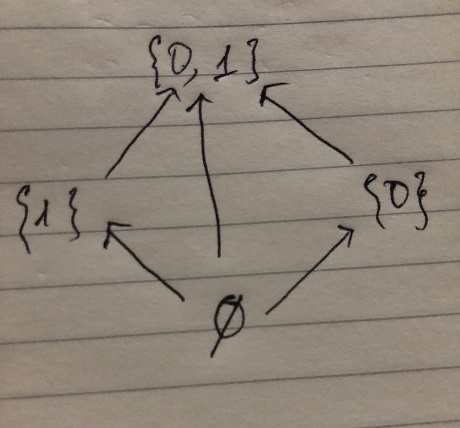 {0, 1}
{1}
{0}
∅